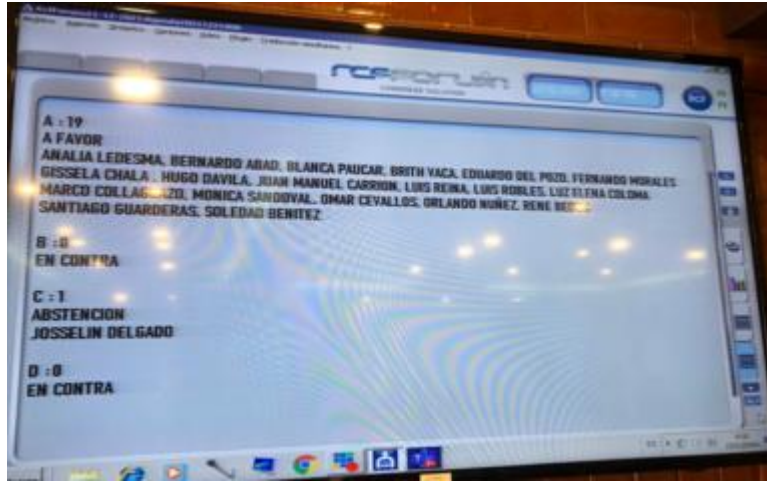 rcf Forum
A : 19
A FAVOR
ANALIA LEDESMA, BERNARDO ABAD, BLANCA PAUCAR, BRITH VACA, EDUARDO DEL POZO, FERNANDO MORALES
GISSELA CHALA , HUGO DAVILA, JUAN MANUEL CARRION, LUIS REINA, LUIS ROBLES, LUZ ELENA COLOMA
MARCO MONICA SANDOVAL, OMAR CEVALLOS, ORLANDO NUÑEZ, RENE
SANTIAGO GUARDERAS, SOLEDAD BENITEZ
B :0
EN CONTRA
C : 1
ABSTENCION
JOSSELIN DELGADO
D :0
EN CONTRA